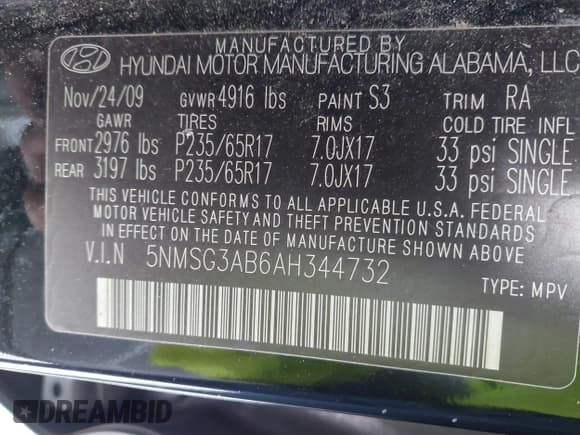 MANUFACTURED BY
HYUNDAI MOTOR MANUFACTURING ALABAMA, LLC
Nov/24/09 GVWR 4916 lbs PAINT S3 TRIM RA
GAWR TIRES RIMS COLD TIRE INFL
FRONT 2976 lbs P235/65R17 7.0JX17 33 psi SINGLE
REAR 3197 lbs P235/65R17 7.0JX17 33 psi SINGLE
THIS VEHICLE CONFORMS TO ALL APPLICABLE U.S.A. FEDERAL
MOTOR VEHICLE SAFETY AND THEFT PREVENTION STANDARDS
IN EFFECT ON THE DATE OF MANUFACTURE SHOWN ABOVE
V.I.N 5NMSG3AB6AH344732
TYPE: MPV
DREAMBID